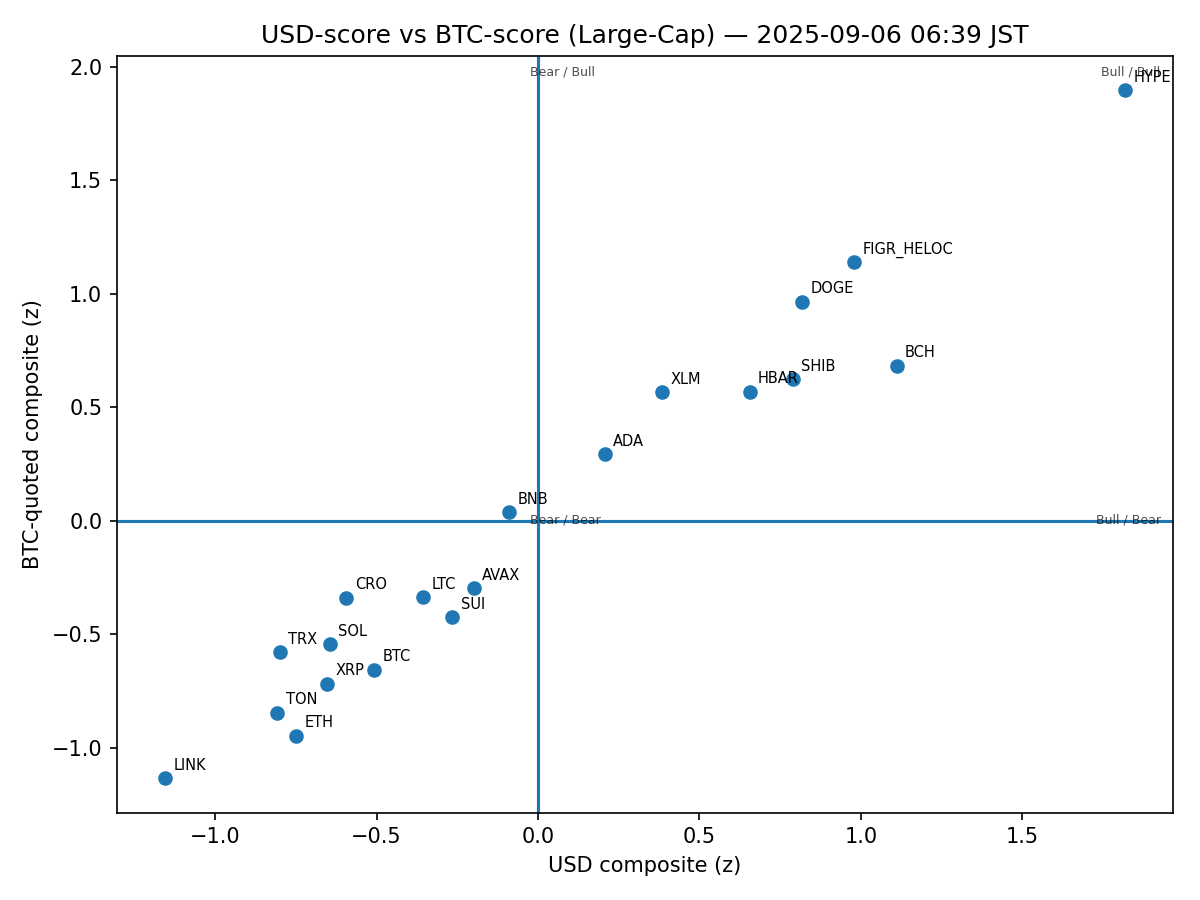 USD-score vs BTC-score (Large-Cap) — 2025-09-06 06:39 JST
2.0
Bear / Bull
Bull / Bull
HYPE
1.5
FIGR_HELOC
1.0
DOGE
BCH
SHIB
XLM
HBAR
0.5
ADA
BNB
0.0
Bear / Bear
Bull / Bear
AVAX
CRO
LTC
SUI
−0.5
SOL
TRX
BTC
XRP
TON
ETH
−1.0
LINK
−1.0
−0.5
0.0
0.5
1.0
1.5
USD composite (z)
BTC-quoted composite (z)